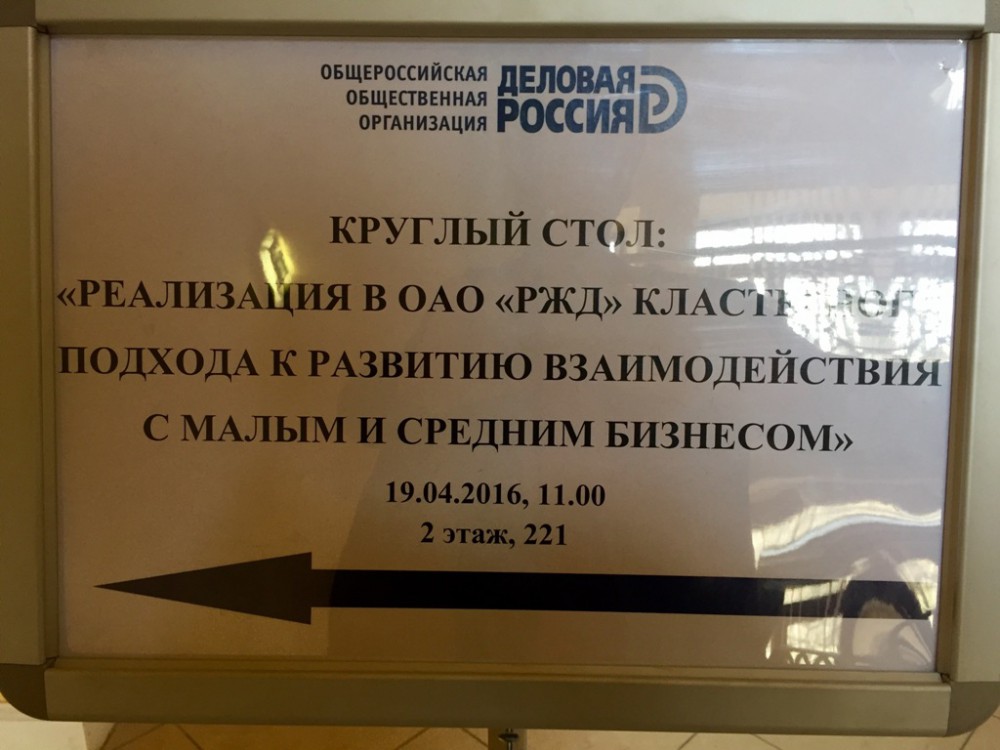 ОБЩЕРОССИЙСКАЯ
ОБЩЕСТВЕННАЯ
ОРГАНИЗАЦИЯ
ДЕЛОВАЯ
РОССИЯ
КРУГЛЫЙ СТОЛ:
«РЕАЛИЗАЦИЯ В ОАО «РЖД»
ПОДХОДА К РАЗВИТИЮ ВЗАИМОДЕЙСТВИЯ
С МАЛЫМ И СРЕДНИМ БИЗНЕСОМ»
19.04.2016, 11.00
2 этаж, 221